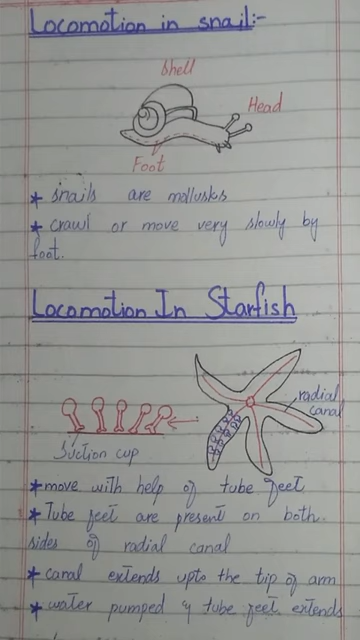 Locomotion in snail:-
Shell
Head
Foot
* snails are mollusks
* crawl or move very slowly by
foot.
Locomotion In Starfish
radial
canal
Suction cup
* move with help of tube feet
* Tube feet are present on both
sides of radial canal
* canal extends upto the tip of arm
* water pumped y tube feet extends